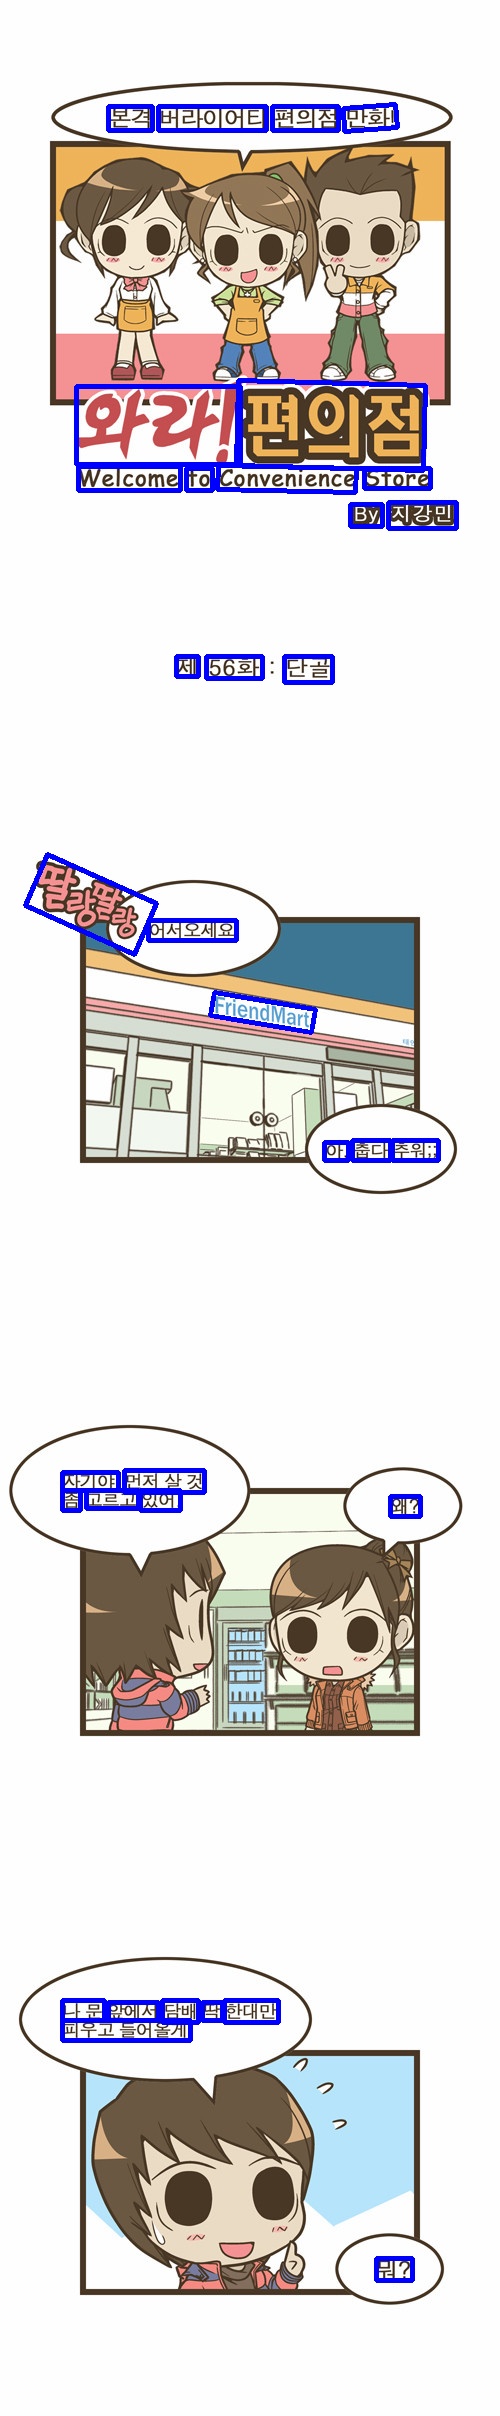 본격 버라이어티 편의점 만화!
와라! 편의점
Welcome to Convenience Store
By 지강민
제 56화 : 단골
딸랑딸랑
어서오세요
FriendMart
아. 춥다 추워;;
자기야 먼저 살 것
좀 고르고 있어
왜?
나 문 앞에서 담배 딱 한대만
피우고 들어올게
뭐?